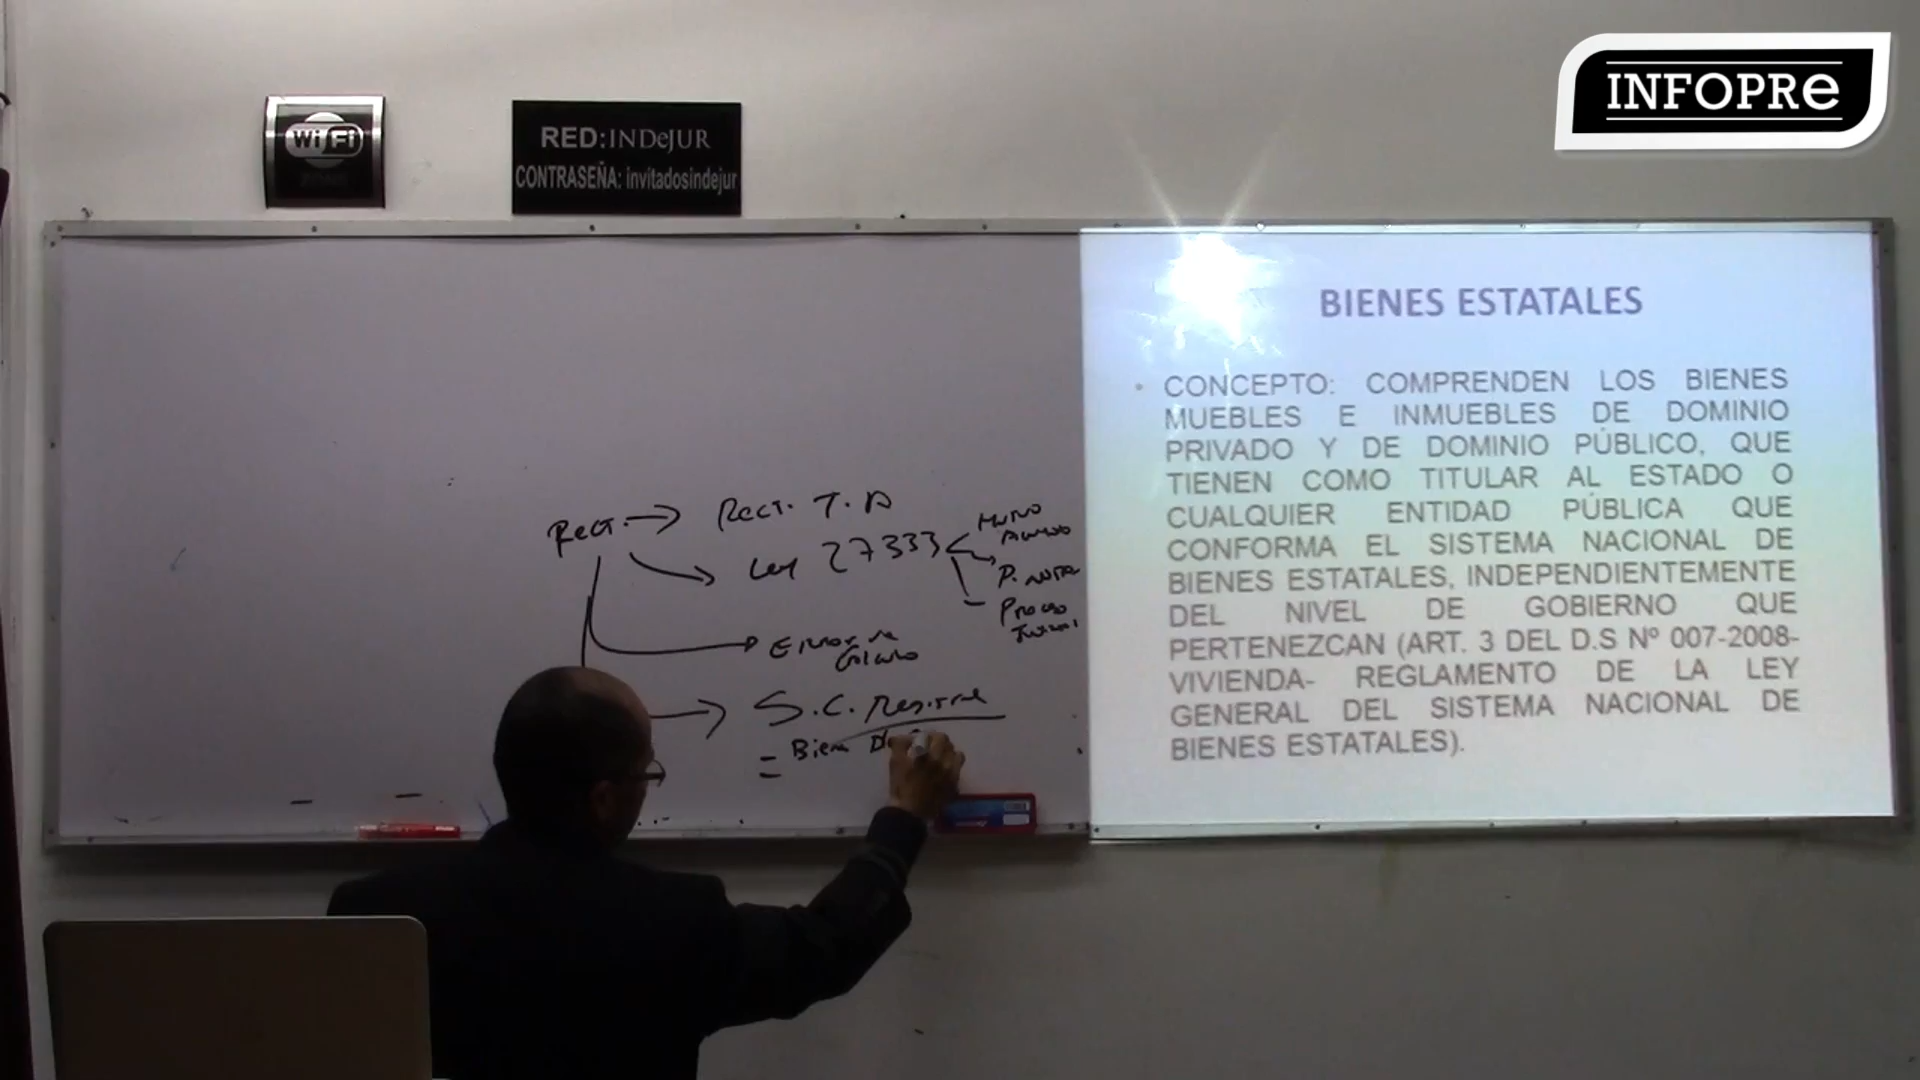 INFOPRe
WiFi
ZONE
RED: INDeJUR
CONTRASEÑA: invitadosindejur
BIENES ESTATALES
• CONCEPTO: COMPRENDEN LOS BIENES
MUEBLES E INMUEBLES DE DOMINIO
PRIVADO Y DE DOMINIO PÚBLICO, QUE
TIENEN COMO TITULAR AL ESTADO O
CUALQUIER ENTIDAD PÚBLICA QUE
CONFORMA EL SISTEMA NACIONAL DE
BIENES ESTATALES, INDEPENDIENTEMENTE
DEL NIVEL DE GOBIERNO QUE
PERTENEZCAN (ART. 3 DEL D.S Nº 007-2008-
VIVIENDA- REGLAMENTO DE LA LEY
GENERAL DEL SISTEMA NACIONAL DE
BIENES ESTATALES).
Rect. → Rect. T. D
Ley 27333
Mutuo
Acuerdo
P. Notar
Proceso
Error de
Cálculo
S.C. Registral
= Bien